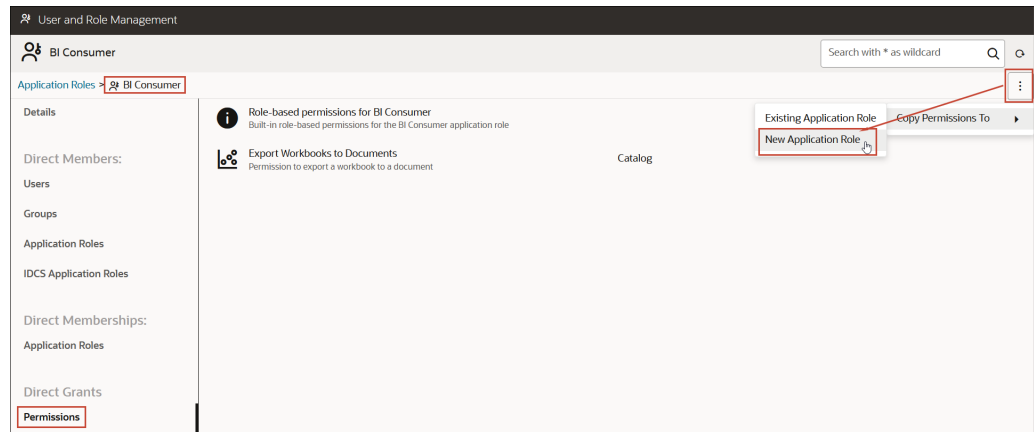 User and Role Management
BI Consumer
Search with * as wildcard
Application Roles > BI Consumer
Details
Role-based permissions for BI Consumer
Built-in role-based permissions for the BI Consumer application role
Existing Application Role
Copy Permissions To
New Application Role
Direct Members:
Export Workbooks to Documents
Permission to export a workbook to a document
Catalog
Users
Groups
Application Roles
IDCS Application Roles
Direct Memberships:
Application Roles
Direct Grants
Permissions